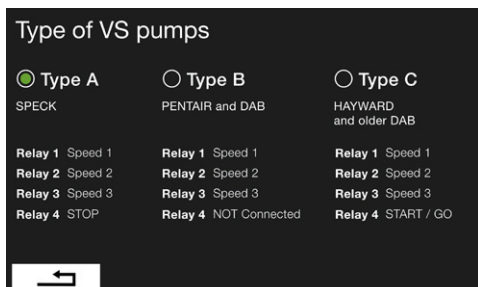 Type of VS pumps
Type A
SPECK
Relay 1 Speed 1
Relay 2 Speed 2
Relay 3 Speed 3
Relay 4 STOP
Type B
PENTAIR and DAB
Relay 1 Speed 1
Relay 2 Speed 2
Relay 3 Speed 3
Relay 4 NOT Connected
Type C
HAYWARD
and older DAB
Relay 1 Speed 1
Relay 2 Speed 2
Relay 3 Speed 3
Relay 4 START / GO